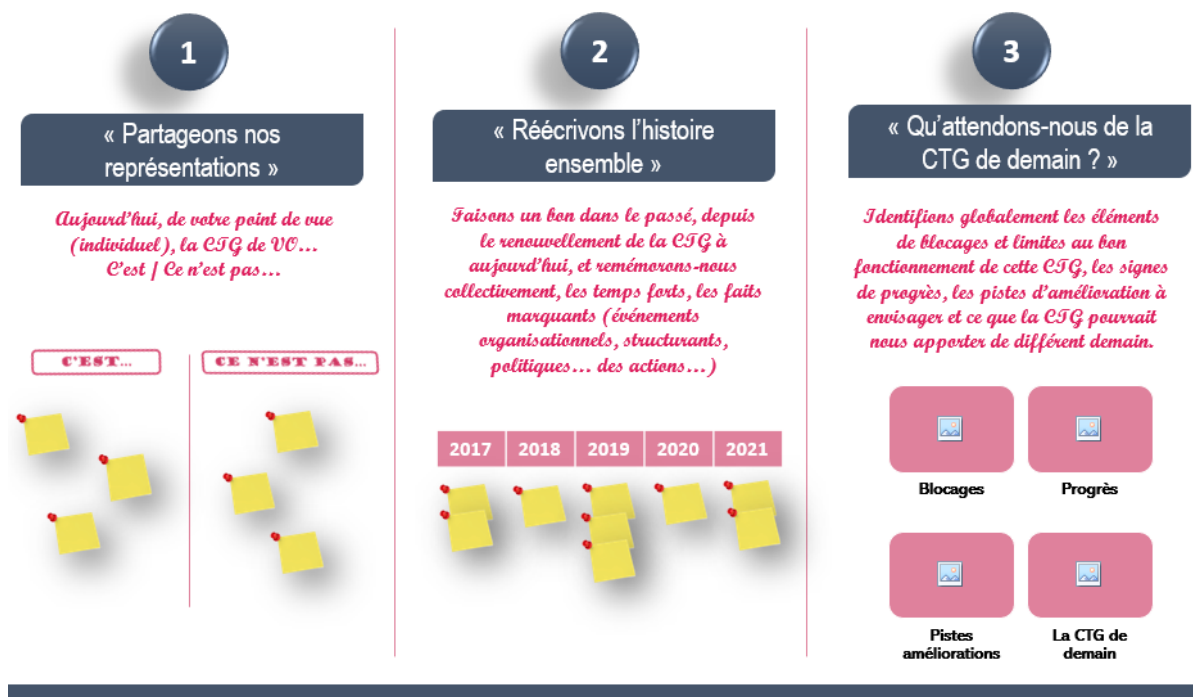 1
« Partageons nos
représentations »
Aujourd'hui, de votre point de vue
(individuel), la CTG de VO...
C'est / Ce n'est pas...
C'EST...
CE N'EST PAS...
2
« Réécrivons l'histoire
ensemble »
Faisons un bon dans le passé, depuis
le renouvellement de la CTG à
aujourd'hui, et remémorons-nous
collectivement, les temps forts, les faits
marquants (événements
organisationnels, structurants,
politiques... des actions...)
2017 2018 2019 2020 2021
3
« Qu'attendons-nous de la
CTG de demain ? »
Identifions globalement les éléments
de blocages et limites au bon
fonctionnement de cette CTG, les signes
de progrès, les pistes d'amélioration à
envisager et ce que la CTG pourrait
nous apporter de différent demain.
Blocages
Progrès
Pistes
améliorations
La CTG de
demain